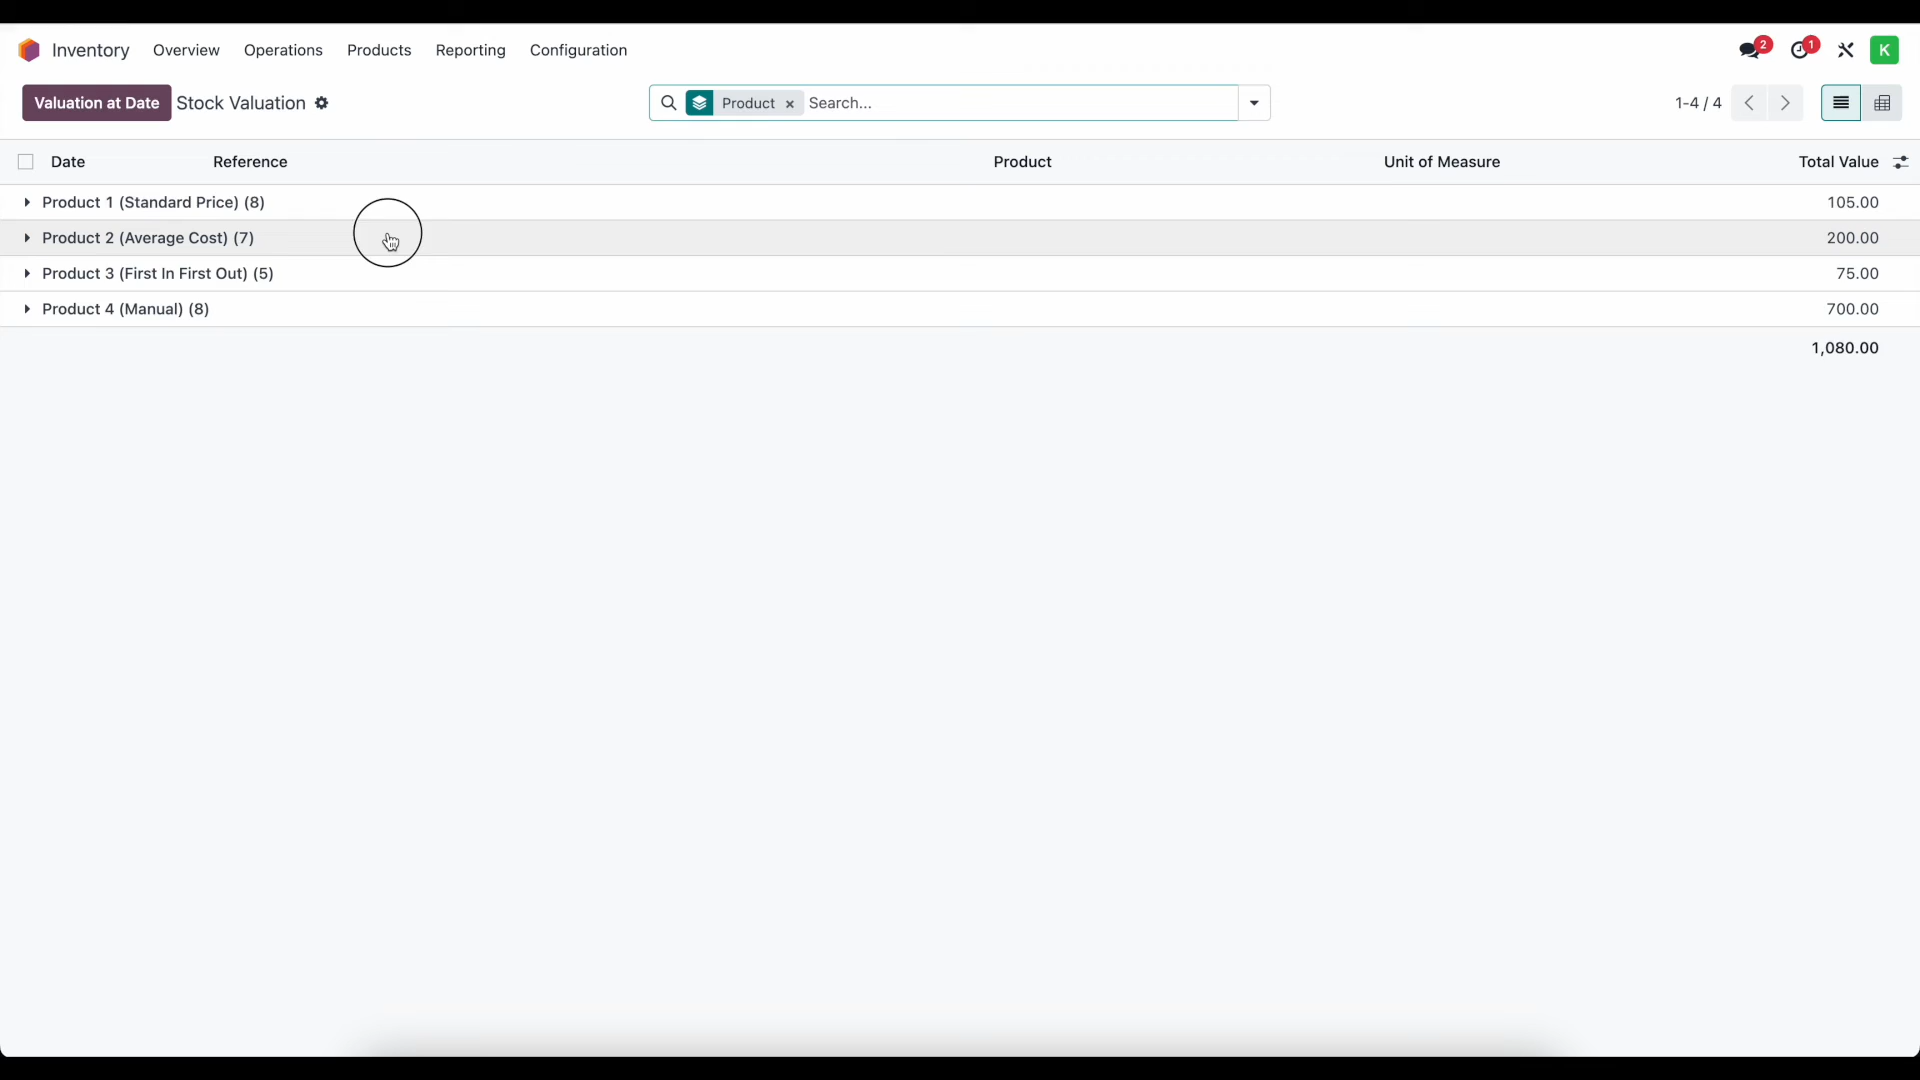 Inventory Overview Operations Products Reporting Configuration 2 1 K
Valuation at Date Stock Valuation Product × Search... 1-4 / 4
Date Reference Product Unit of Measure Total Value
Product 1 (Standard Price) (8) 105.00
Product 2 (Average Cost) (7) 200.00
Product 3 (First In First Out) (5) 75.00
Product 4 (Manual) (8) 700.00
1,080.00